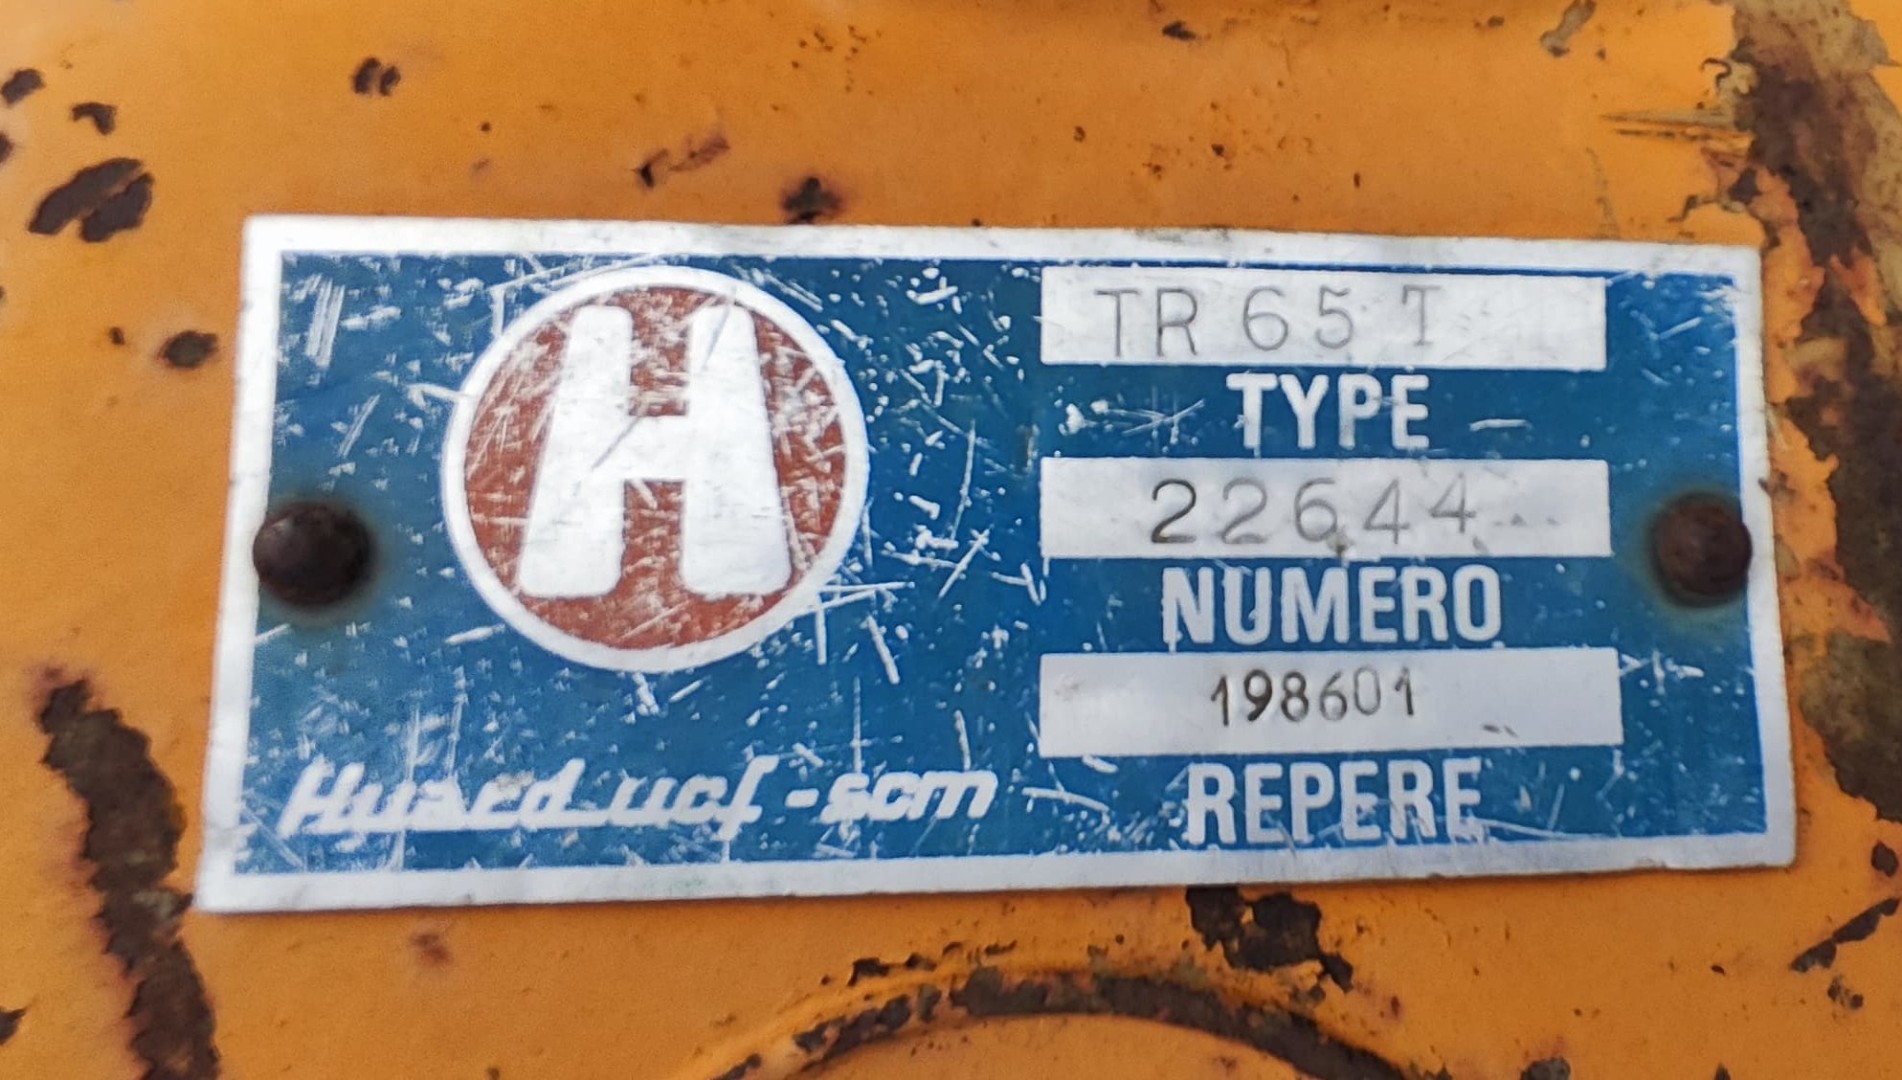 H
Huard ucf - scm
TR 65 T
TYPE
22644
NUMERO
198601
REPERE